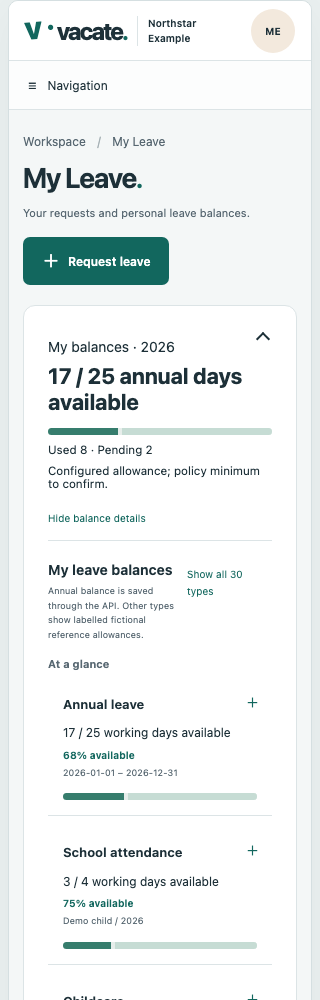 V vacate.
Northstar
Example
ME
≡ Navigation
Workspace / My Leave
My Leave.
Your requests and personal leave balances.
+ Request leave
My balances · 2026
17 / 25 annual days
available
Used 8 · Pending 2
Configured allowance; policy minimum
to confirm.
Hide balance details
My leave balances
Show all 30
types
Annual balance is saved
through the API. Other types
show labelled fictional
reference allowances.
At a glance
Annual leave +
17 / 25 working days available
68% available
2026-01-01 – 2026-12-31
School attendance +
3 / 4 working days available
75% available
Demo child / 2026
Childcare +